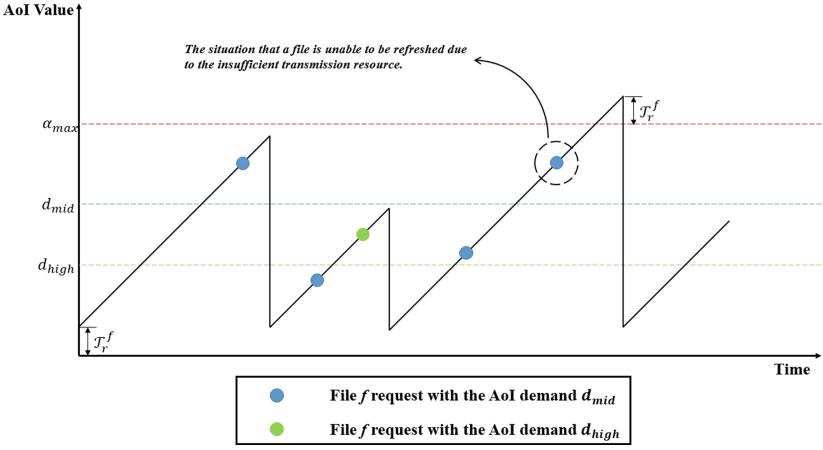 AoI Value
The situation that a file is unable to be refreshed due
to the insufficient transmission resource.
𝒯_r^f
α_max
d_mid
d_high
𝒯_r^f
Time
File f request with the AoI demand d_mid
File f request with the AoI demand d_high